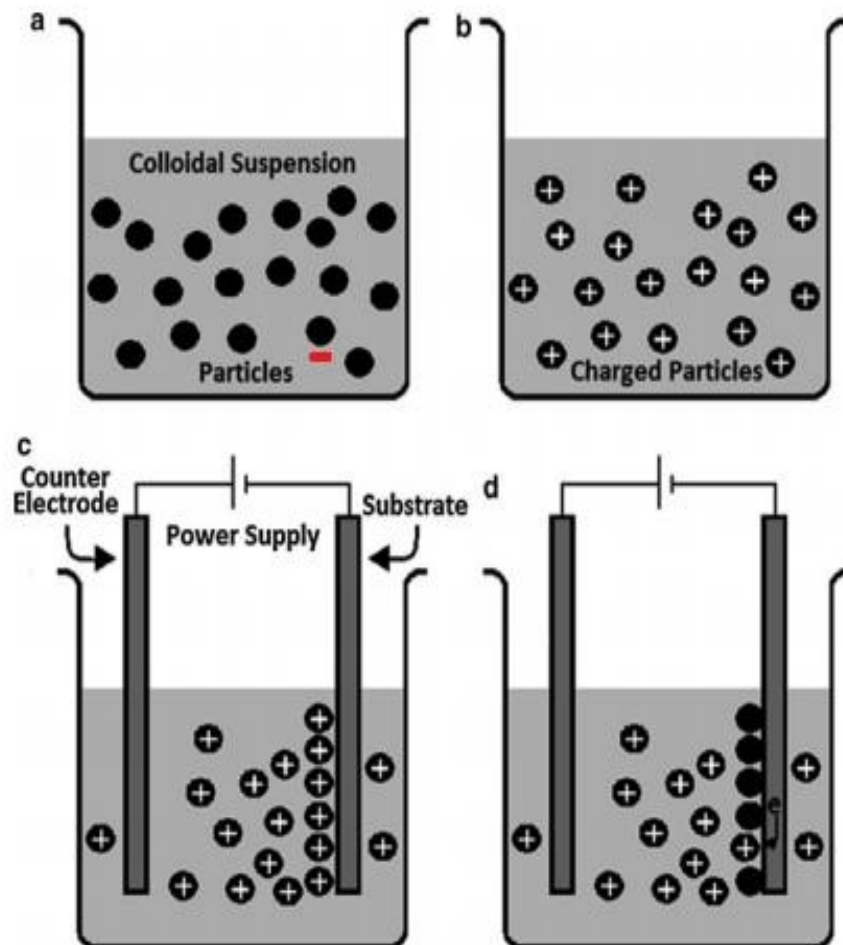 a
Colloidal Suspension
Particles
b
Charged Particles
c
Counter
Electrode
Power Supply
Substrate
d
e